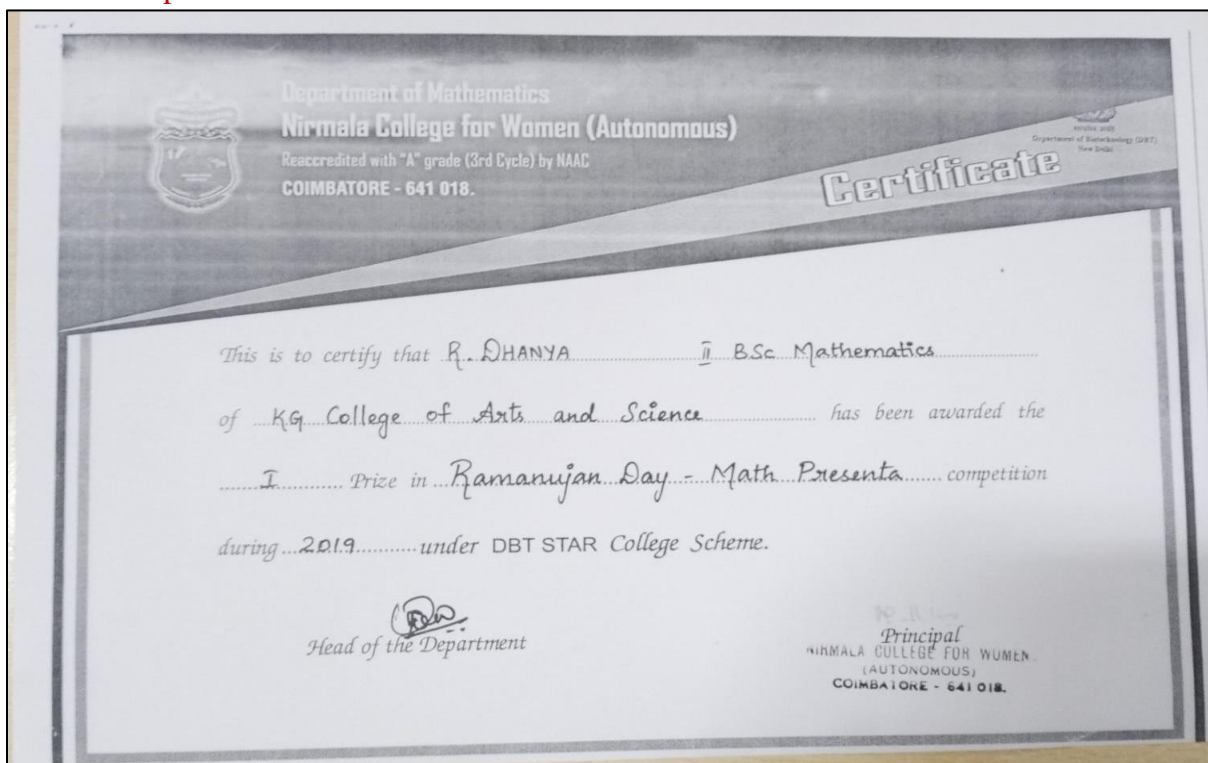 Department of Mathematics
Nirmala College for Women (Autonomous)
Reaccredited with "A" grade (3rd Cycle) by NAAC
COIMBATORE - 641 018.
Department of Biotechnology (DBT)
New Delhi
Certificate
This is to certify that R. DHANYA II BSc Mathematics
of KG College of Arts and Science has been awarded the
I Prize in Ramanujan Day - Math Presenta competition
during 2019 under DBT STAR College Scheme.
Head of the Department
Principal
NIRMALA COLLEGE FOR WOMEN
(AUTONOMOUS)
COIMBATORE - 641 018.